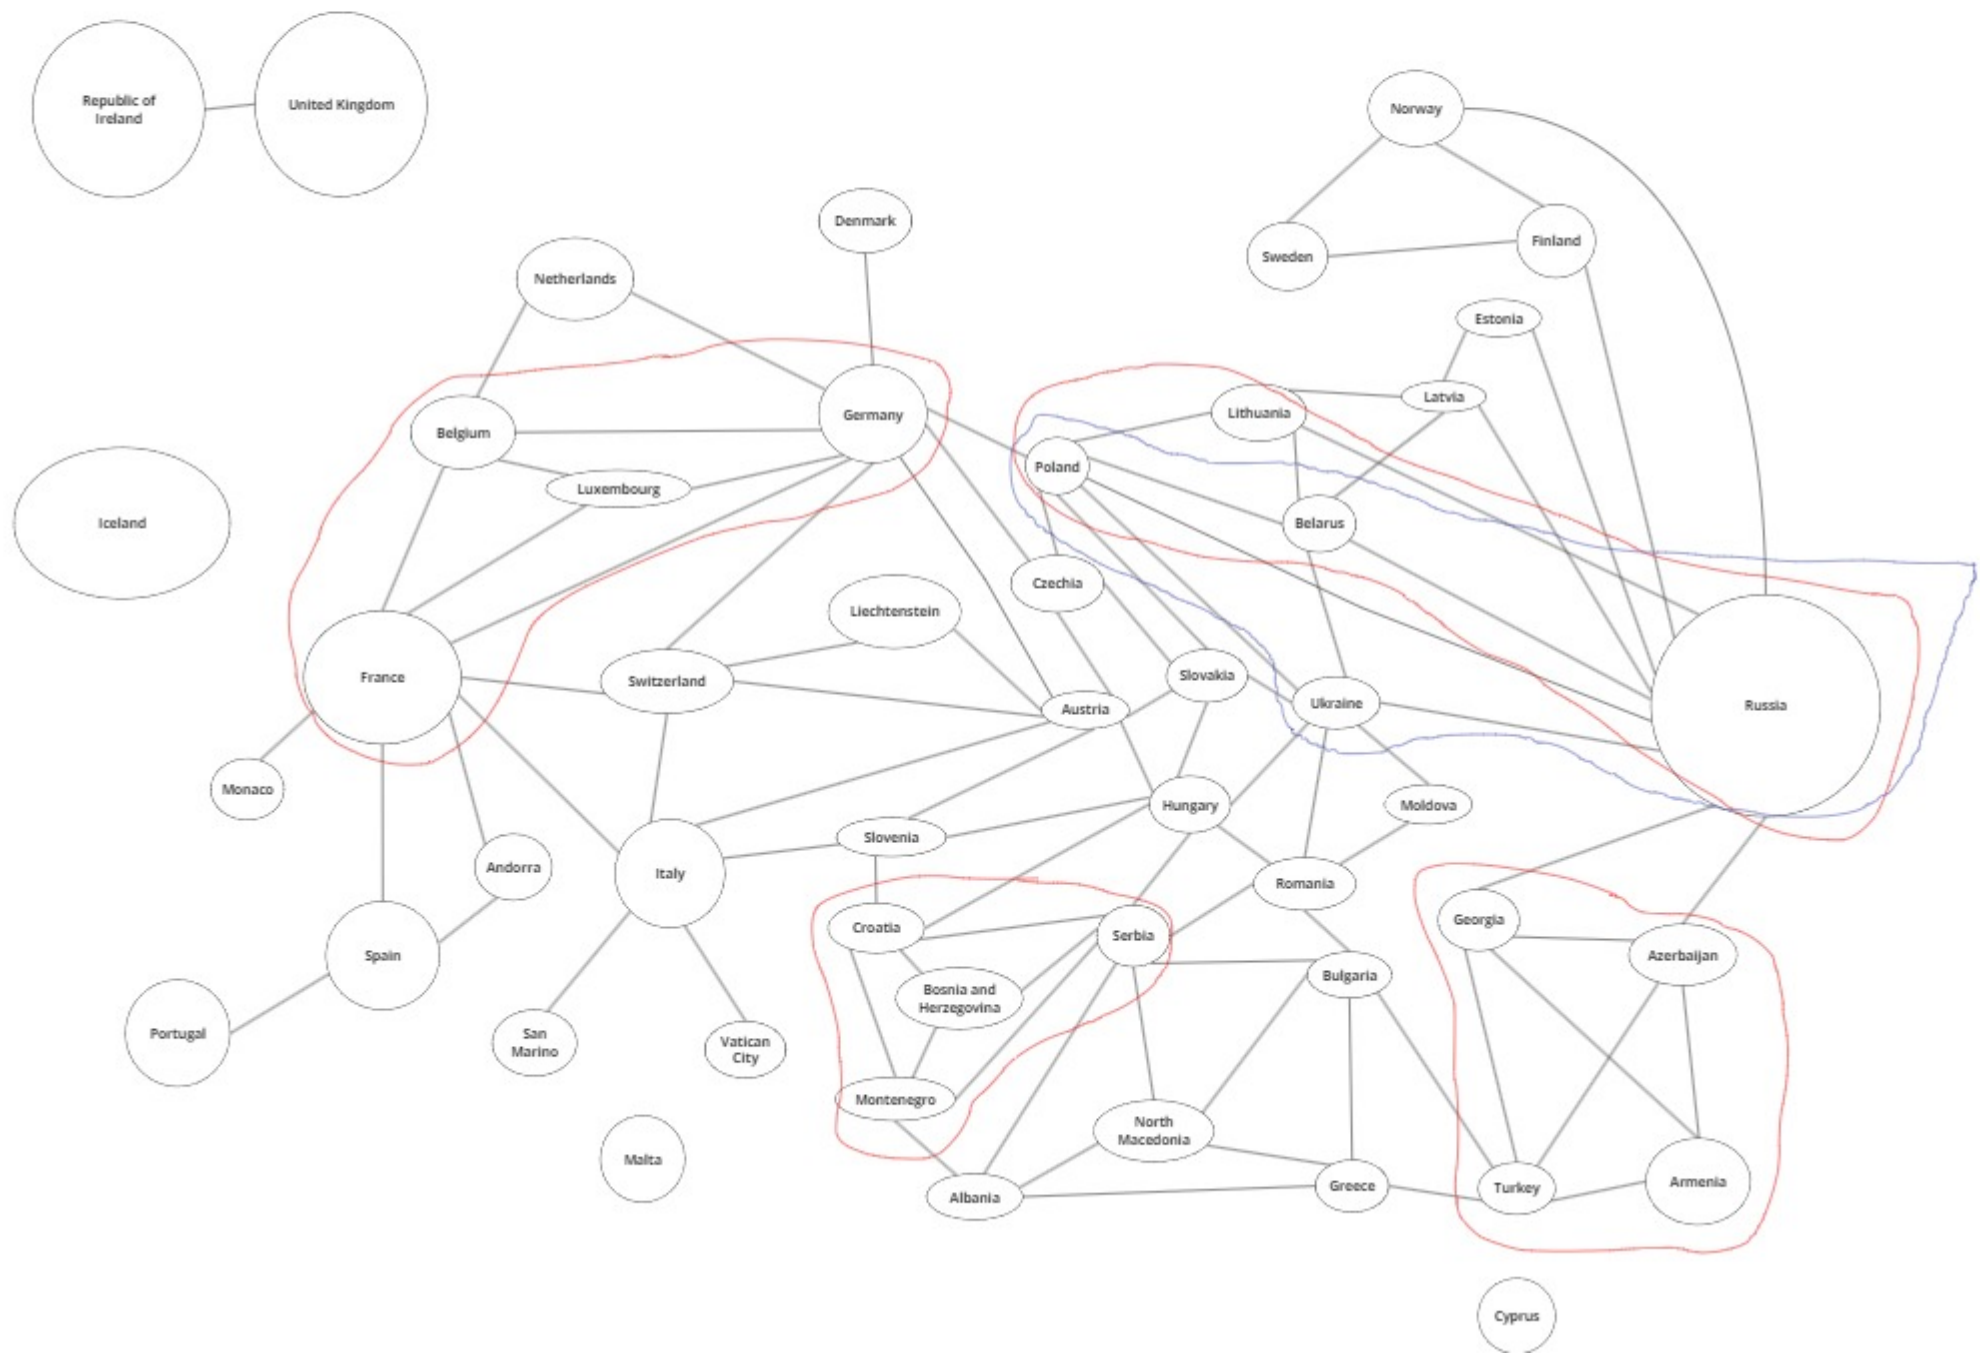 Republic of
Ireland
United Kingdom
Norway
Denmark
Finland
Sweden
Netherlands
Estonia
Latvia
Lithuania
Germany
Belgium
Poland
Luxembourg
Iceland
Belarus
Czechia
Liechtenstein
France
Switzerland
Slovakia
Austria
Ukraine
Russia
Monaco
Hungary
Moldova
Slovenia
Andorra
Italy
Romania
Croatia
Serbia
Georgia
Spain
Azerbaijan
Bulgaria
Bosnia and
Herzegovina
Portugal
San
Marino
Vatican
City
Montenegro
North
Macedonia
Malta
Albania
Greece
Turkey
Armenia
Cyprus